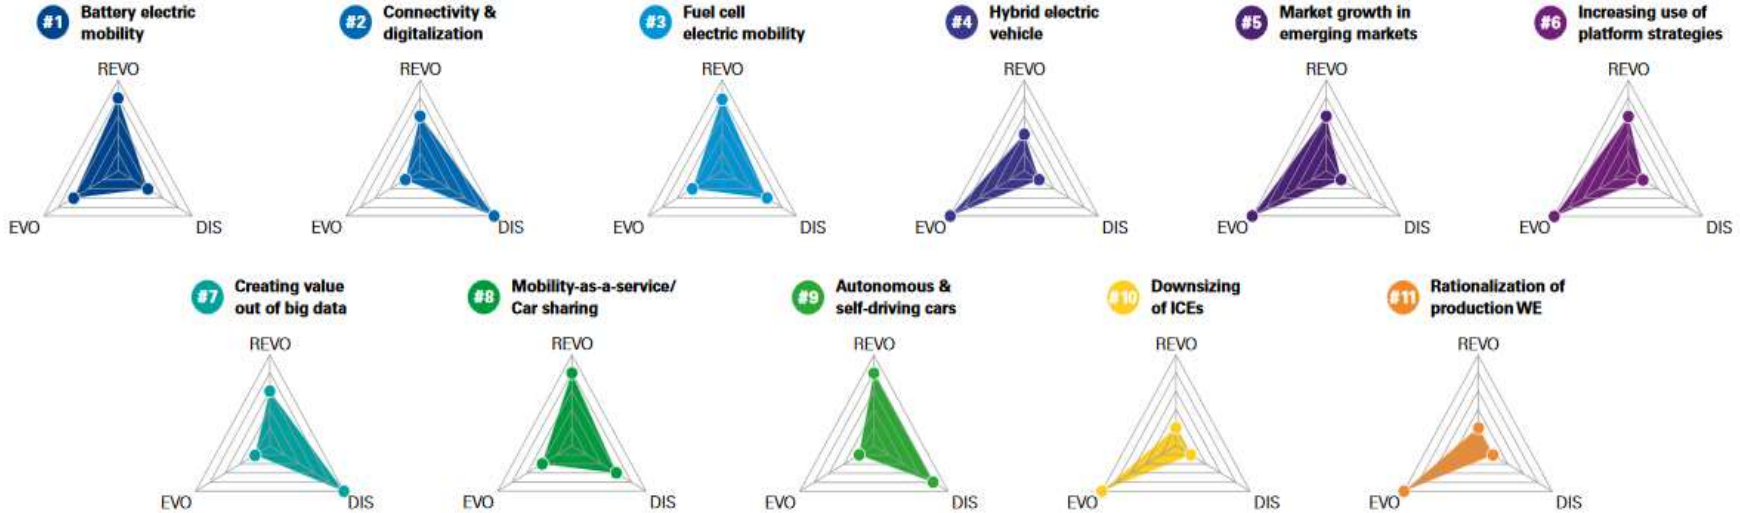 #1 Battery electric
mobility
#2 Connectivity &
digitalization
#3 Fuel cell
electric mobility
#4 Hybrid electric
vehicle
#5 Market growth in
emerging markets
#6 Increasing use of
platform strategies
REVO
EVO
DIS
REVO
EVO
DIS
REVO
EVO
DIS
REVO
EVO
DIS
REVO
EVO
DIS
REVO
EVO
DIS
#7 Creating value
out of big data
#8 Mobility-as-a-service/
Car sharing
#9 Autonomous &
self-driving cars
#10 Downsizing
of ICEs
#11 Rationalization of
production WE
REVO
EVO
DIS
REVO
EVO
DIS
REVO
EVO
DIS
REVO
EVO
DIS
REVO
EVO
DIS